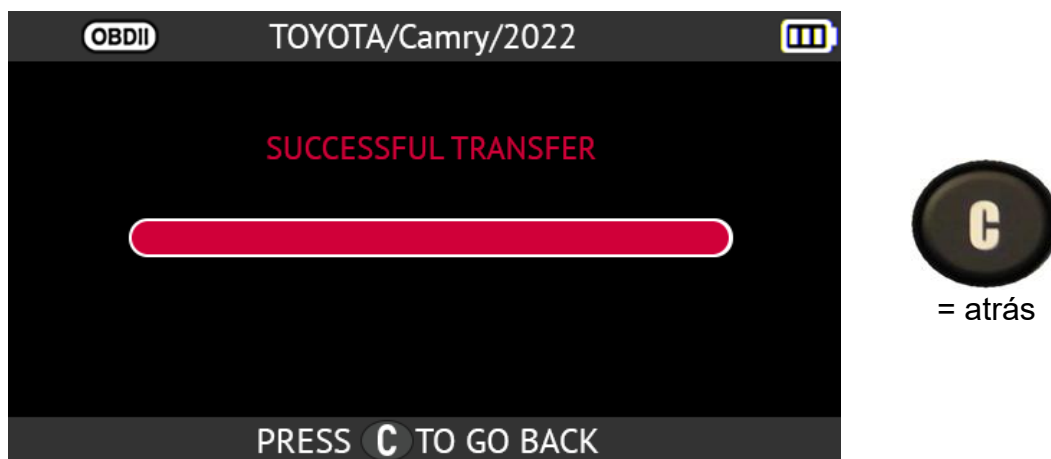 OBDII TOYOTA/Camry/2022
SUCCESSFUL TRANSFER
C
= atrás
PRESS C TO GO BACK